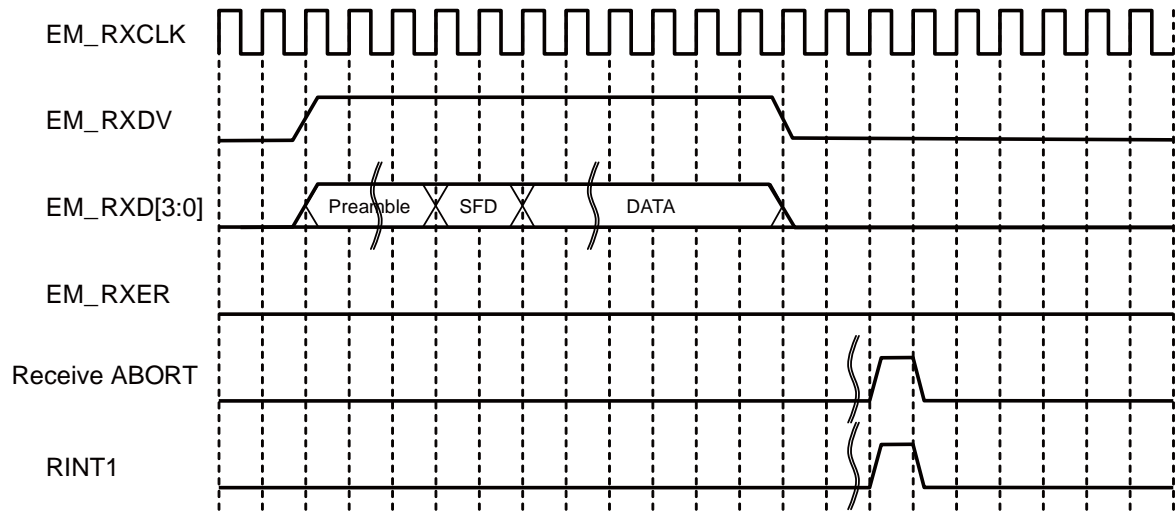 EM_RXCLK
EM_RXDV
EM_RXD[3:0]
Preamble SFD DATA
EM_RXER
Receive ABORT
RINT1